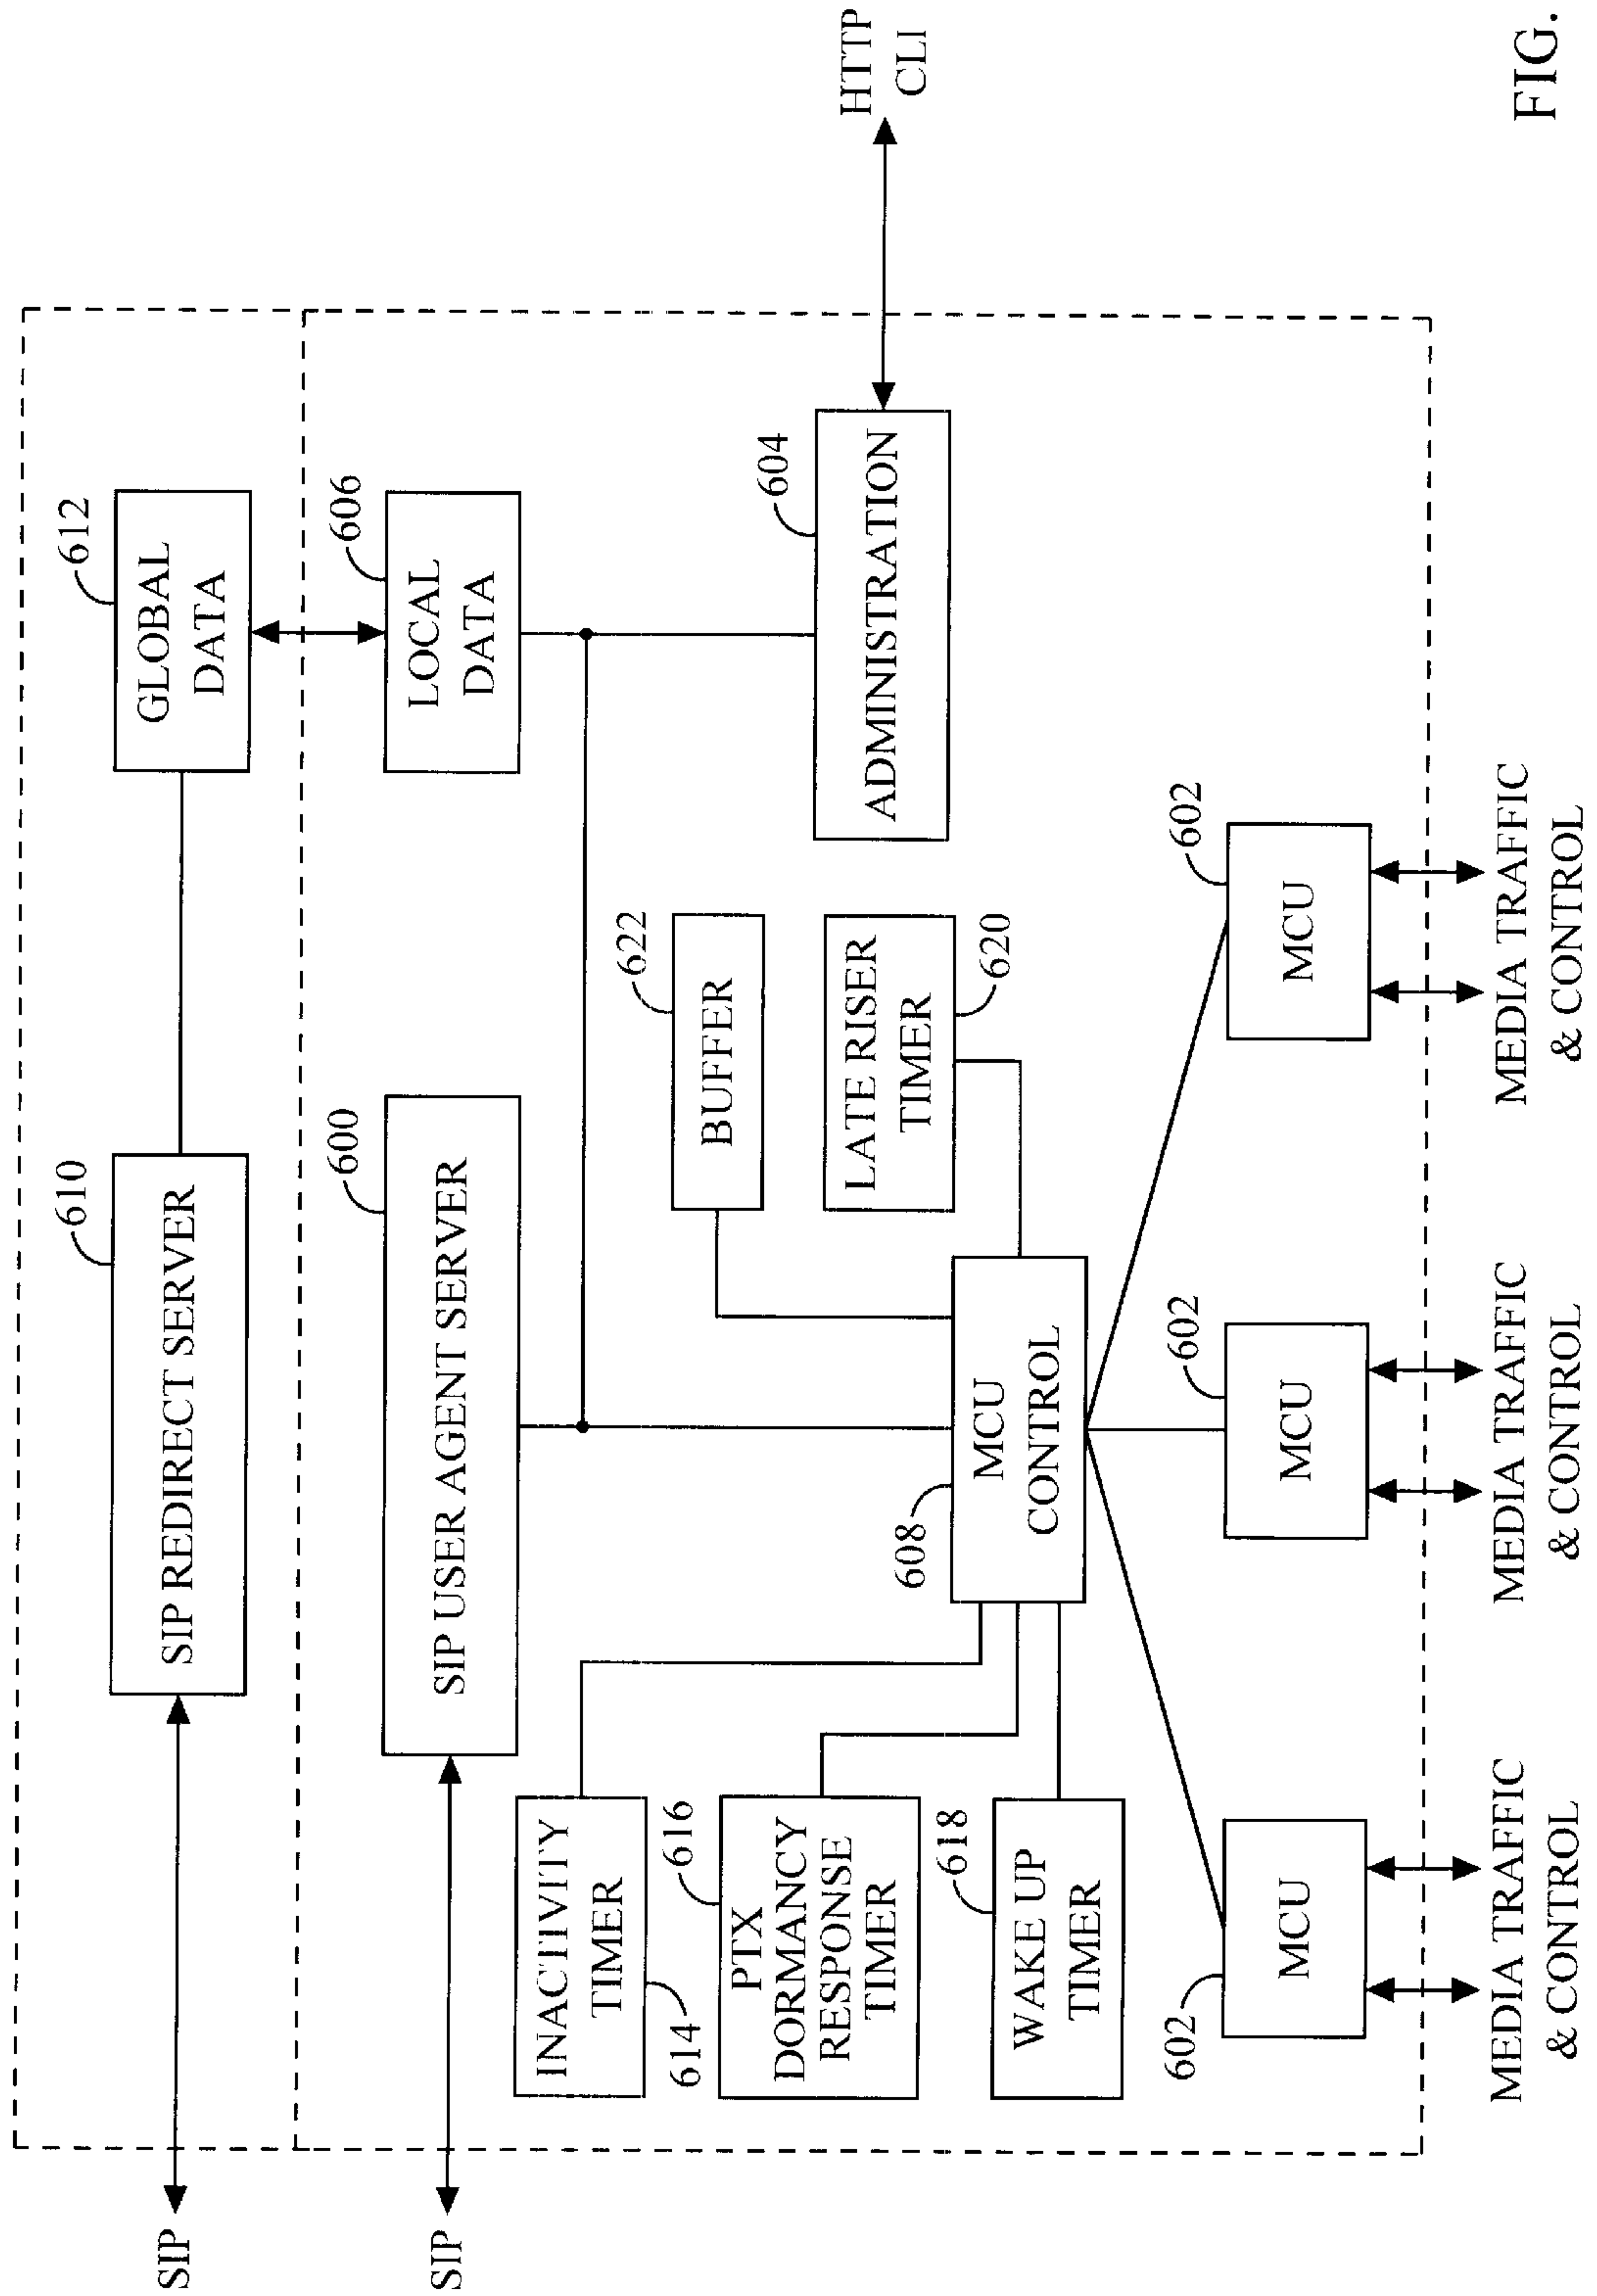 610
SIP REDIRECT SERVER
SIP
612
GLOBAL
DATA
600
SIP USER AGENT SERVER
SIP
606
LOCAL
DATA
INACTIVITY
TIMER
614
622
BUFFER
616
PTX
DORMANCY
RESPONSE
TIMER
LATE RISER
TIMER
620
604
ADMINISTRATION
HTTP
CLI
618
WAKE UP
TIMER
608
MCU
CONTROL
602
MCU
602
MCU
602
MCU
MEDIA TRAFFIC
& CONTROL
MEDIA TRAFFIC
& CONTROL
MEDIA TRAFFIC
& CONTROL
FIG.